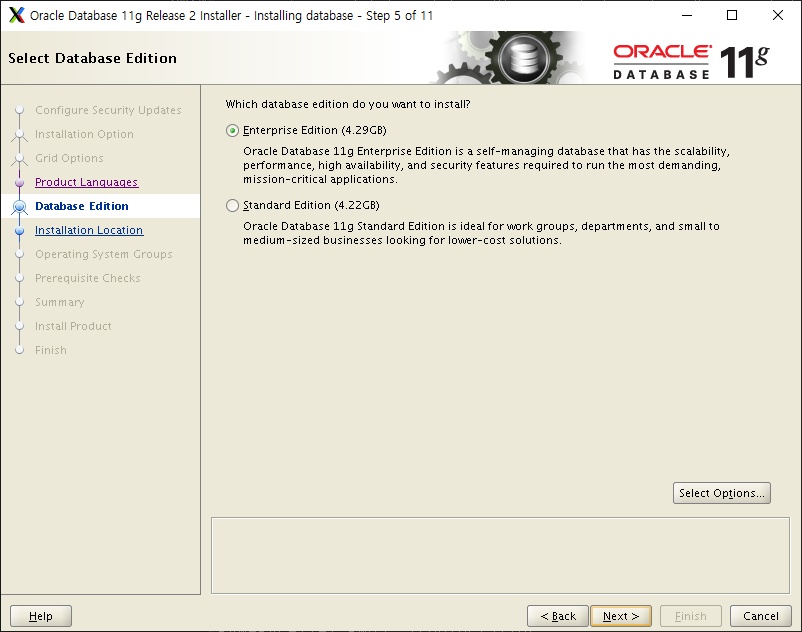 Oracle Database 11g Release 2 Installer - Installing database - Step 5 of 11
Select Database Edition
ORACLE
DATABASE
11g
Configure Security Updates
Installation Option
Grid Options
Product Languages
Database Edition
Installation Location
Operating System Groups
Prerequisite Checks
Summary
Install Product
Finish
Which database edition do you want to install?
Enterprise Edition (4.29GB)
Oracle Database 11g Enterprise Edition is a self-managing database that has the scalability,
performance, high availability, and security features required to run the most demanding,
mission-critical applications.
Standard Edition (4.22GB)
Oracle Database 11g Standard Edition is ideal for work groups, departments, and small to
medium-sized businesses looking for lower-cost solutions.
Select Options...
Help
< Back
Next >
Finish
Cancel